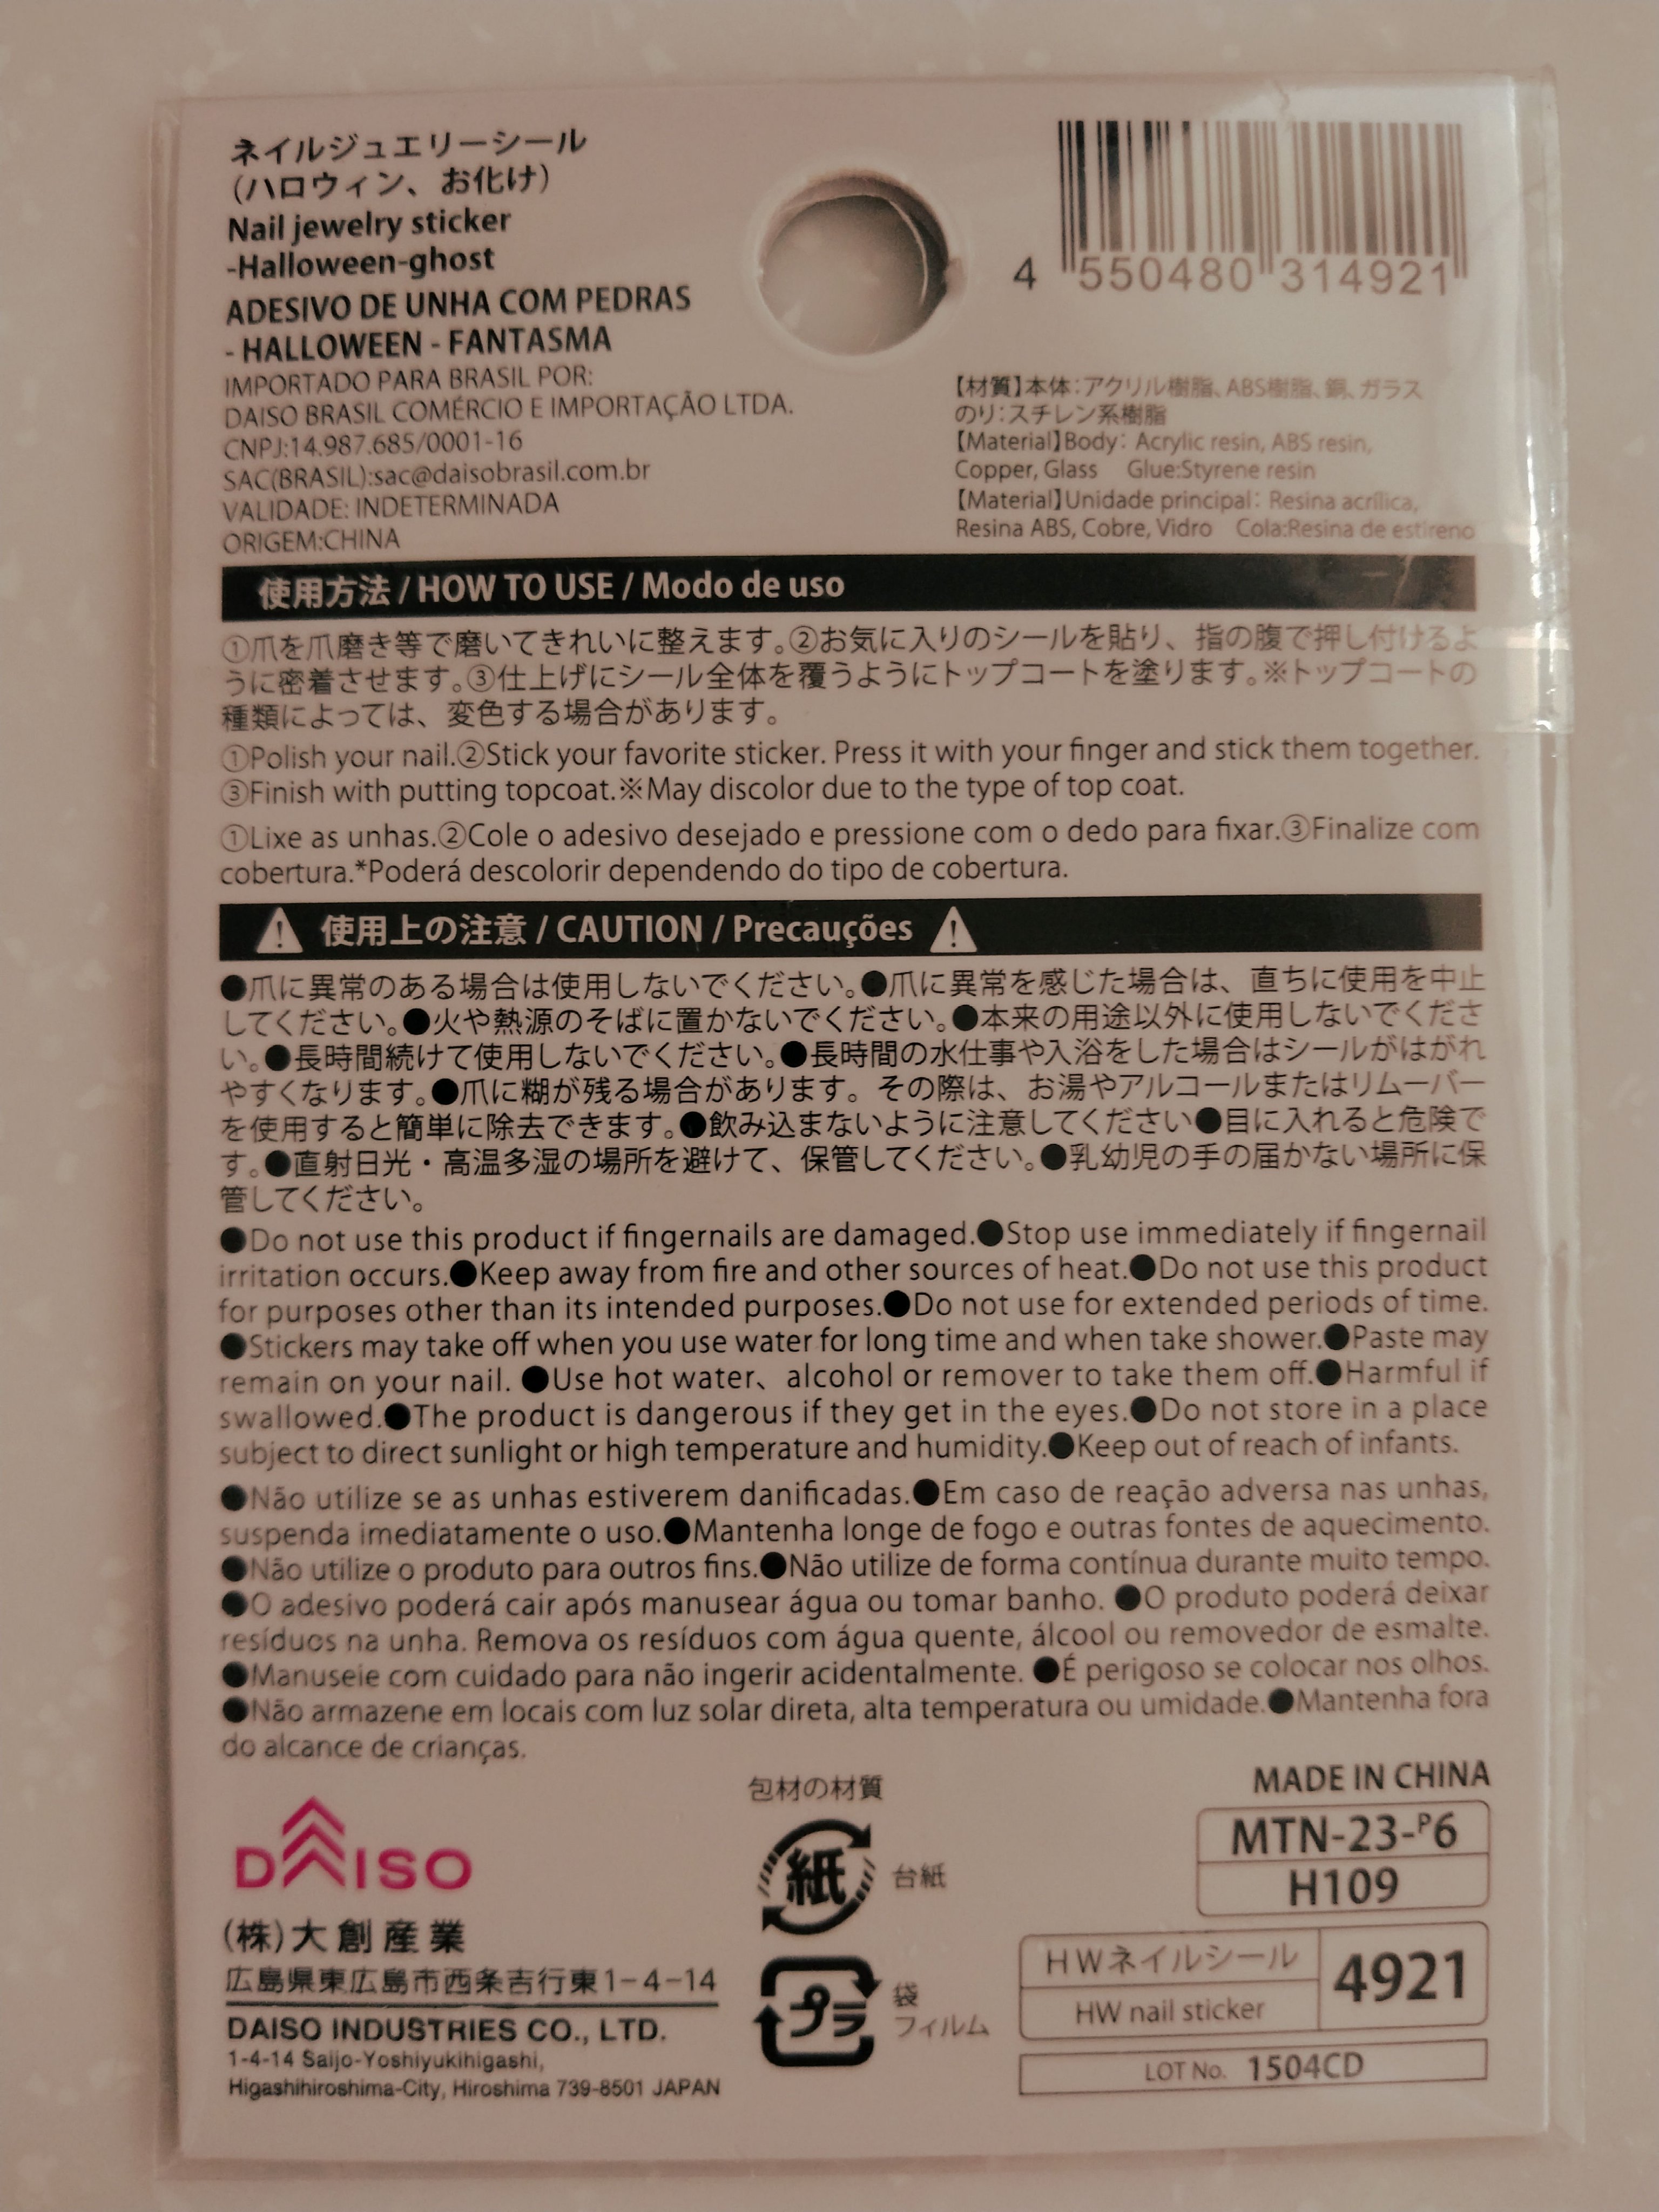 ネイルジュエリーシール
(ハロウィン、お化け)
Nail jewelry sticker
-Halloween-ghost
ADESIVO DE UNHA COM PEDRAS
- HALLOWEEN - FANTASMA
IMPORTADO PARA BRASIL POR:
DAISO BRASIL COMÉRCIO E IMPORTAÇÃO LTDA.
CNPJ:14.987.685/0001-16
SAC(BRASIL):sac@daisobrasil.com.br
VALIDADE: INDETERMINADA
ORIGEM:CHINA
4 550480 314921
【材質】本体:アクリル樹脂、ABS樹脂、銅、ガラス
のり:スチレン系樹脂
【Material】Body: Acrylic resin, ABS resin,
Copper, Glass Glue:Styrene resin
【Material】Unidade principal: Resina acrílica,
Resina ABS, Cobre, Vidro Cola:Resina de estireno
使用方法 / HOW TO USE / Modo de uso
①爪を爪磨き等で磨いてきれいに整えます。②お気に入りのシールを貼り、指の腹で押し付けるよ
うに密着させます。③仕上げにシール全体を覆うようにトップコートを塗ります。※トップコートの
種類によっては、変色する場合があります。
①Polish your nail.②Stick your favorite sticker. Press it with your finger and stick them together.
③Finish with putting topcoat.※May discolor due to the type of top coat.
①Lixe as unhas.②Cole o adesivo desejado e pressione com o dedo para fixar.③Finalize com
cobertura.*Poderá descolorir dependendo do tipo de cobertura.
使用上の注意 / CAUTION / Precauções
●爪に異常のある場合は使用しないでください。●爪に異常を感じた場合は、直ちに使用を中止
してください。●火や熱源のそばに置かないでください。●本来の用途以外に使用しないでくださ
い。●長時間続けて使用しないでください。●長時間の水仕事や入浴をした場合はシールがはがれ
やすくなります。●爪に糊が残る場合があります。その際は、お湯やアルコールまたはリムーバー
を使用すると簡単に除去できます。●飲み込まないように注意してください●目に入れると危険で
す。●直射日光・高温多湿の場所を避けて、保管してください。●乳幼児の手の届かない場所に保
管してください。
●Do not use this product if fingernails are damaged.●Stop use immediately if fingernail
irritation occurs.●Keep away from fire and other sources of heat.●Do not use this product
for purposes other than its intended purposes.●Do not use for extended periods of time.
●Stickers may take off when you use water for long time and when take shower.●Paste may
remain on your nail. ●Use hot water、alcohol or remover to take them off.●Harmful if
swallowed.●The product is dangerous if they get in the eyes.●Do not store in a place
subject to direct sunlight or high temperature and humidity.●Keep out of reach of infants.
●Não utilize se as unhas estiverem danificadas.●Em caso de reação adversa nas unhas,
suspenda imediatamente o uso.●Mantenha longe de fogo e outras fontes de aquecimento.
●Não utilize o produto para outros fins.●Não utilize de forma contínua durante muito tempo.
●O adesivo poderá cair após manusear água ou tomar banho. ●O produto poderá deixar
resíduos na unha. Remova os resíduos com água quente, álcool ou removedor de esmalte.
●Manuseie com cuidado para não ingerir acidentalmente. ●É perigoso se colocar nos olhos.
●Não armazene em locais com luz solar direta, alta temperatura ou umidade.●Mantenha fora
do alcance de crianças.
DAISO
(株)大創産業
広島県東広島市西条吉行東1-4-14
DAISO INDUSTRIES CO., LTD.
1-4-14 Saijo-Yoshiyukihigashi,
Higashihiroshima-City, Hiroshima 739-8501 JAPAN
包材の材質
紙 台紙
プラ 袋
フィルム
MADE IN CHINA
MTN-23-P6
H109
HWネイルシール
HW nail sticker
4921
LOT No. 1504CD